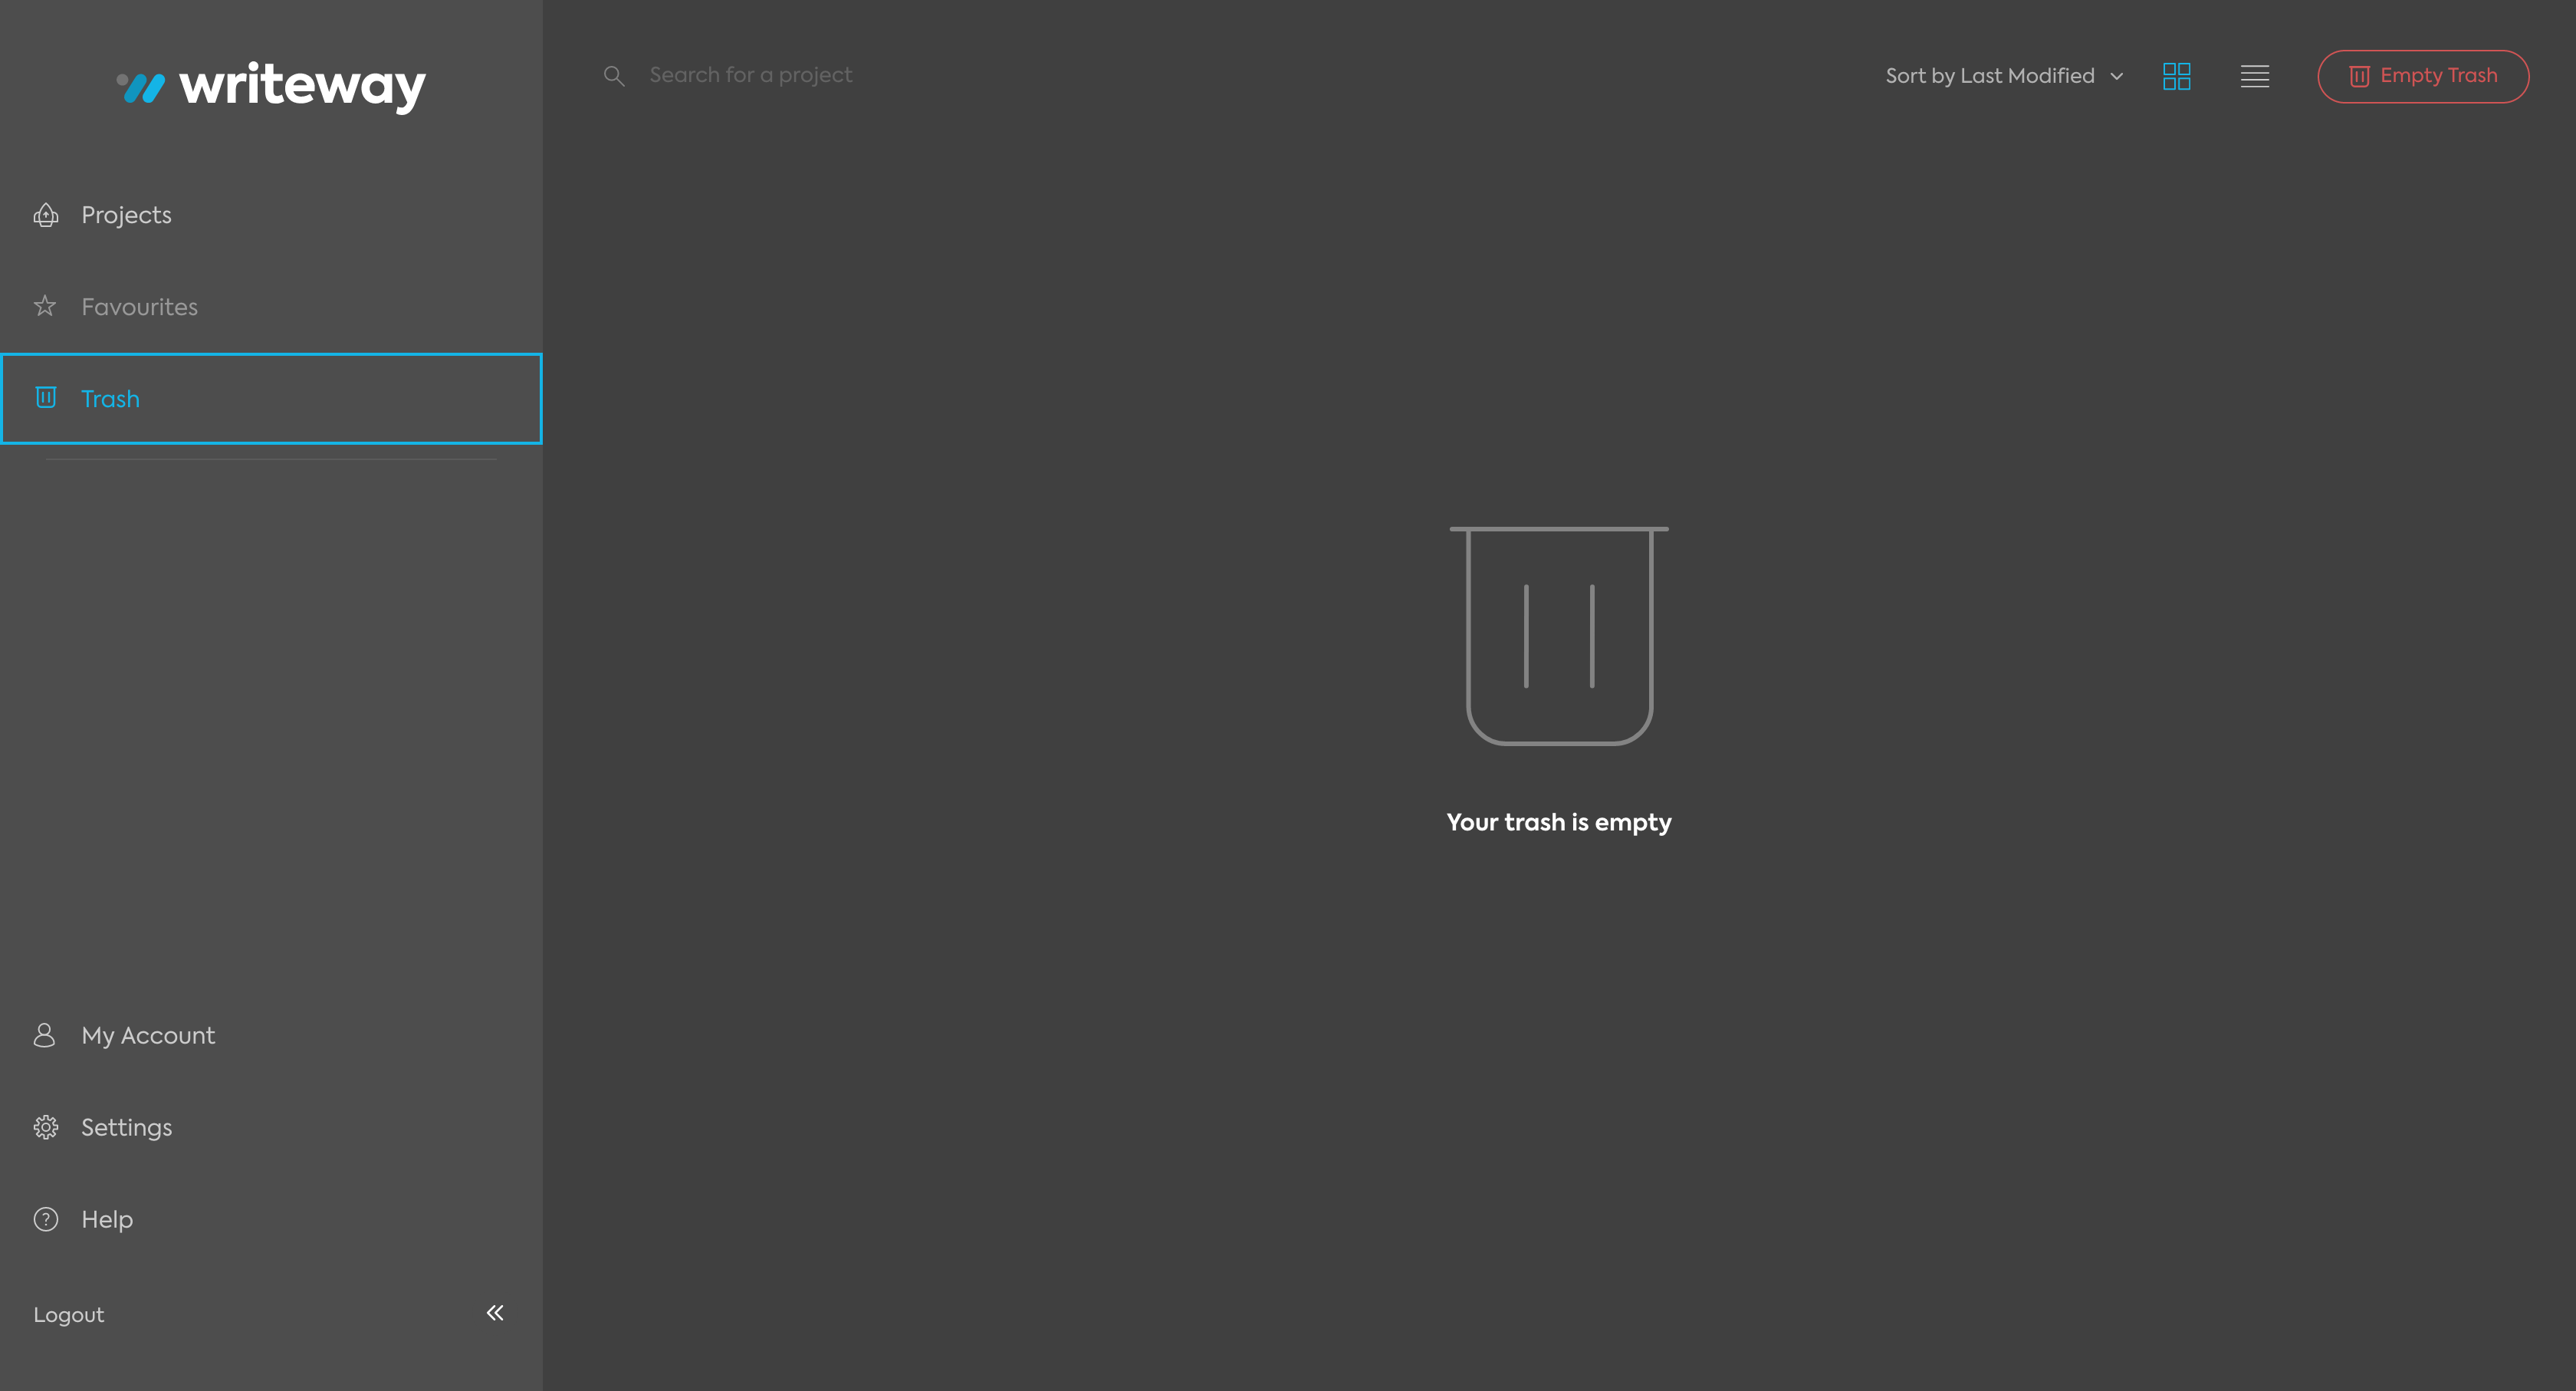 writeway
Projects
Favourites
Trash
My Account
Settings
Help
Logout
Search for a project
Sort by Last Modified
Empty Trash
Your trash is empty